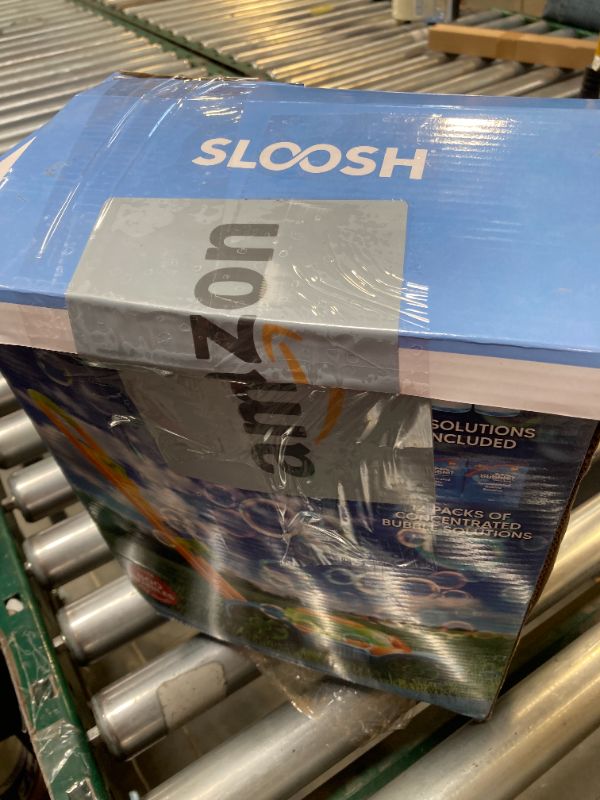 SLOOSH
amazon
SOLUTIONS
INCLUDED
PACKS OF
CONCENTRATED
BUBBLE SOLUTIONS